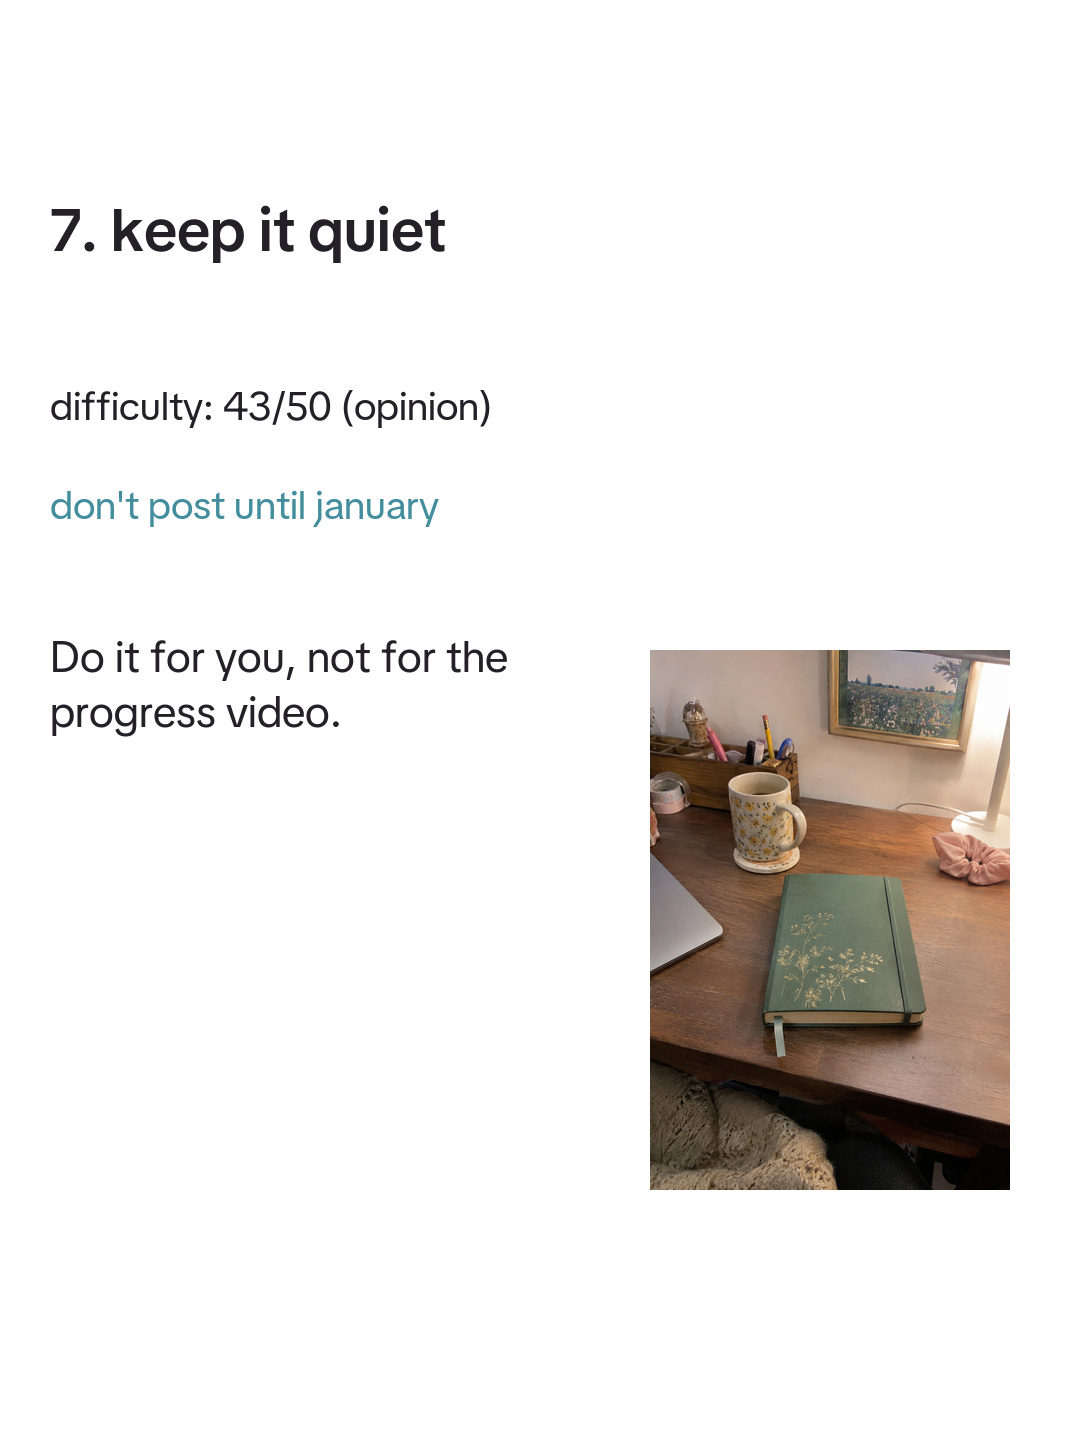 7. keep it quiet
difficulty: 43/50 (opinion)
don't post until january
Do it for you, not for the
progress video.